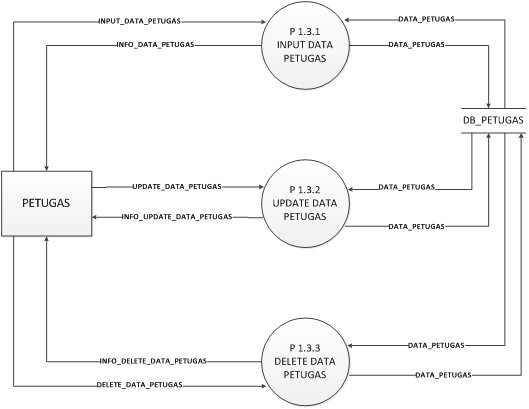 INPUT_DATA_PETUGAS
DATA_PETUGAS
P 1.3.1
INPUT DATA
PETUGAS
INFO_DATA_PETUGAS
DATA_PETUGAS
DB_PETUGAS
UPDATE_DATA_PETUGAS
DATA_PETUGAS
P 1.3.2
UPDATE DATA
PETUGAS
PETUGAS
INFO_UPDATE_DATA_PETUGAS
DATA_PETUGAS
P 1.3.3
DELETE DATA
PETUGAS
DATA_PETUGAS
INFO_DELETE_DATA_PETUGAS
DATA_PETUGAS
DELETE_DATA_PETUGAS